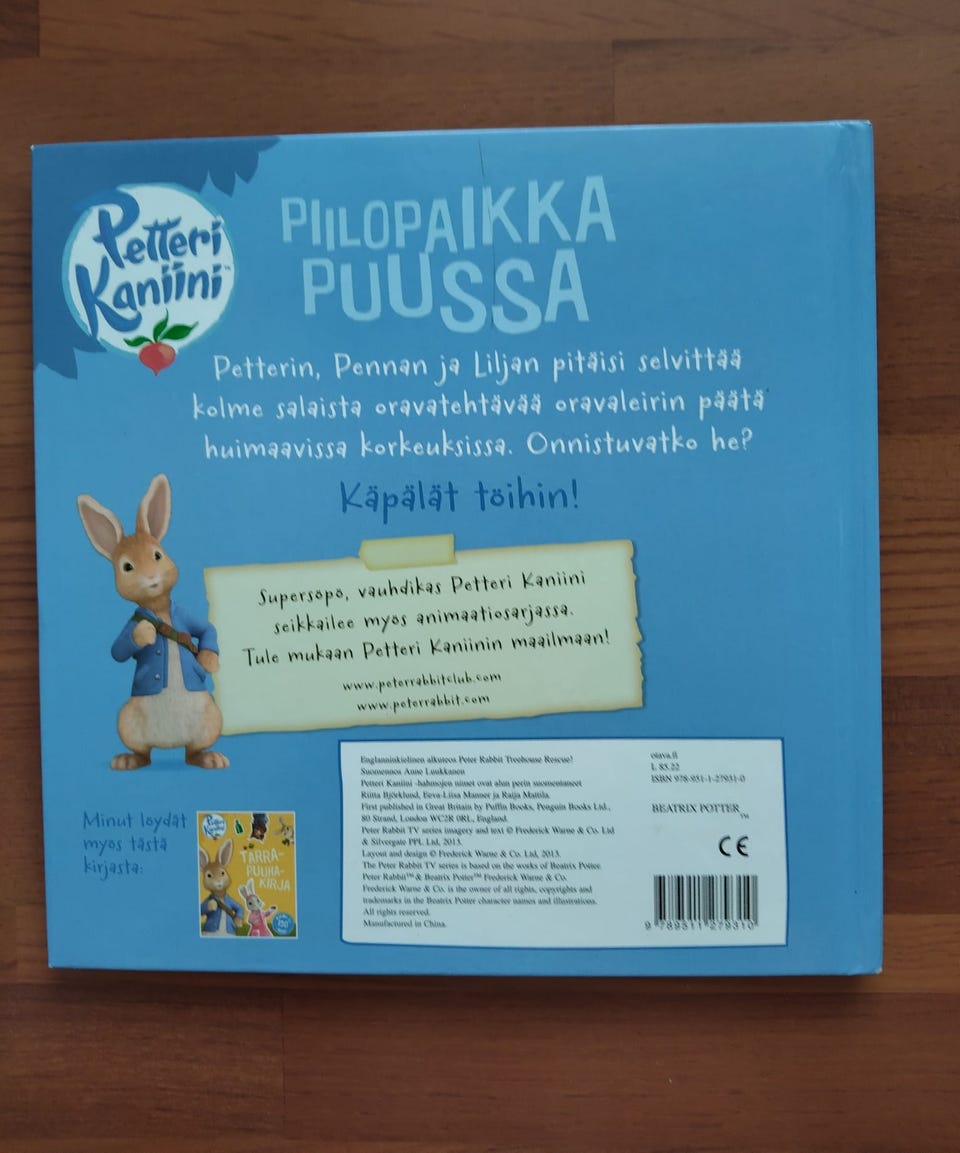 Petteri
Kaniini™
PIILOPAIKKA
PUUSSA
Petterin, Pennan ja Liljan pitäisi selvittää
kolme salaista oravatehtävää oravaleirin päätä
huimaavissa korkeuksissa. Onnistuvatko he?
Käpälät töihin!
Supersöpö, vauhdikas Petteri Kaniini
seikkailee myös animaatiosarjassa.
Tule mukaan Petteri Kaniinin maailmaan!
www.peterrabbitclub.com
www.peterrabbit.com
Minut löydät
myös tästä
kirjasta:
Petteri
Kaniini
TARRA-
PUUHA-
KIRJA
150
Englanninkielinen alkuteos Peter Rabbit Treehouse Rescue!
Suomennos Anne Luukkanen
Petteri Kaniini -hahmojen nimet ovat alun perin suomentaneet
Riitta Björklund, Eeva-Liisa Manner ja Raija Mattila.
First published in Great Britain by Puffin Books, Penguin Books Ltd.,
80 Strand, London WC2R 0RL, England.
Peter Rabbit TV series imagery and text © Frederick Warne & Co. Ltd
& Silvergate PPL Ltd, 2013.
Layout and design © Frederick Warne & Co. Ltd, 2013.
The Peter Rabbit TV series is based on the works of Beatrix Potter.
Peter Rabbit™ & Beatrix Potter™ Frederick Warne & Co.
Frederick Warne & Co. is the owner of all rights, copyrights and
trademarks in the Beatrix Potter character names and illustrations.
All rights reserved.
Manufactured in China.
otava.fi
L 85.22
ISBN 978-951-1-27931-0
BEATRIX POTTER™
CE
9 789511 279310